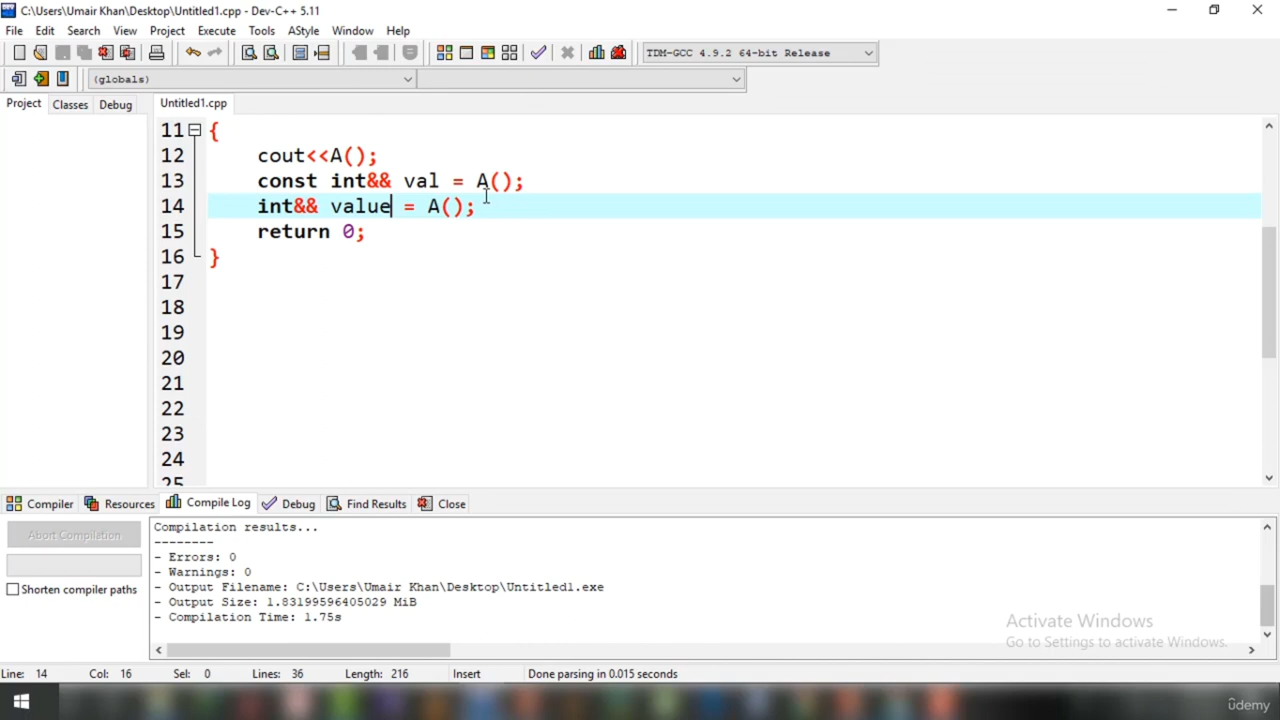 C:\Users\Umair Khan\Desktop\Untitled1.cpp - Dev-C++ 5.11
File Edit Search View Project Execute Tools AStyle Window Help
TDM-GCC 4.9.2 64-bit Release
(globals)
Project Classes Debug Untitled1.cpp
11 {
12 cout<<A();
13 const int&& val = A();
14 int&& value = A();
15 return 0;
16 }
17
18
19
20
21
22
23
24
25
Compiler Resources Compile Log Debug Find Results Close
Abort Compilation
Shorten compiler paths
Compilation results...
--------
- Errors: 0
- Warnings: 0
- Output Filename: C:\Users\Umair Khan\Desktop\Untitled1.exe
- Output Size: 1.83199596405029 MiB
- Compilation Time: 1.75s
Activate Windows
Go to Settings to activate Windows.
Line: 14 Col: 16 Sel: 0 Lines: 36 Length: 216 Insert Done parsing in 0.015 seconds
ûdemy